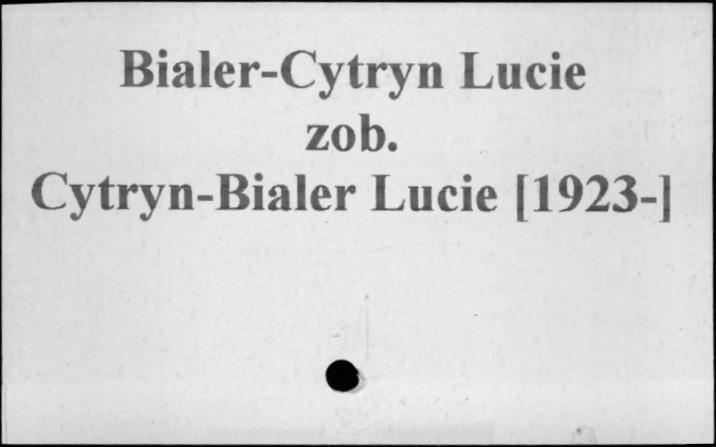 Bialer-Cytryn Lucie
zob.
Cytryn-Bialer Lucie [1923-]